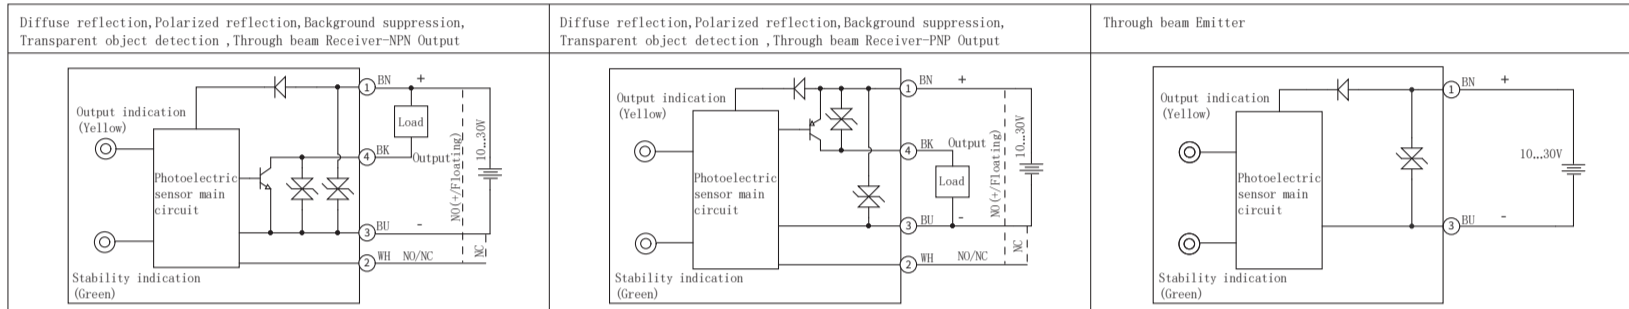 Diffuse reflection,Polarized reflection,Background suppression,
Transparent object detection ,Through beam Receiver-NPN Output
Output indication
(Yellow)
Photoelectric
sensor main
circuit
Stability indication
(Green)
1 BN +
Load
4 BK
Output
3 BU -
2 WH NO/NC
NO(+/Floating)
NC
10...30V
Diffuse reflection,Polarized reflection,Background suppression,
Transparent object detection ,Through beam Receiver-PNP Output
Output indication
(Yellow)
Photoelectric
sensor main
circuit
Stability indication
(Green)
1 BN +
4 BK Output
Load
3 BU -
2 WH NO/NC
NO(+/Floating)
NC
10...30V
Through beam Emitter
Output indication
(Yellow)
Photoelectric
sensor main
circuit
Stability indication
(Green)
1 BN +
10...30V
3 BU -